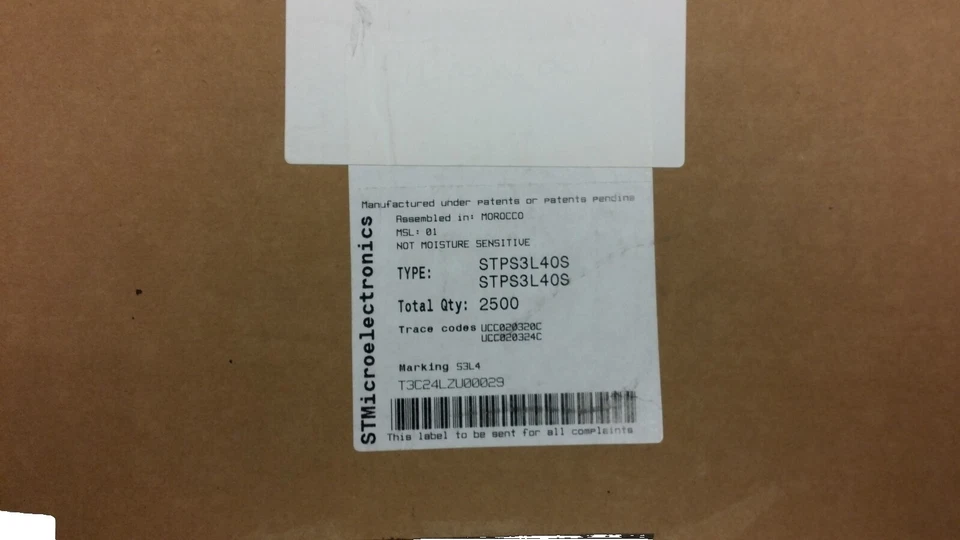 Manufactured under patents or patents pending
STMicroelectronics
Assembled in: MOROCCO
MSL: 01
NOT MOISTURE SENSITIVE
TYPE: STPS3L40S
STPS3L40S
Total Qty: 2500
Trace codes UCC020320C
UCC020324C
Marking S3L4
T3C24LZU00029
This label to be sent for all complaints